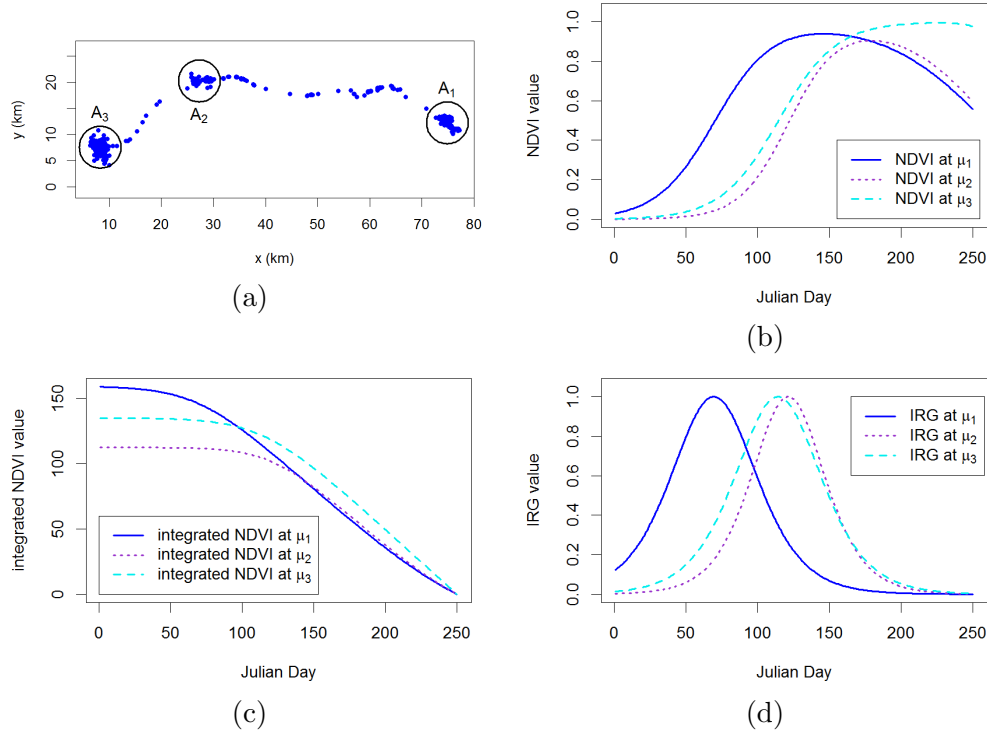 A₃
A₂
A₁
y (km)
0 5 10 20
10 20 30 40 50 60 70 80
x (km)
(a)
NDVI value
0.0 0.2 0.4 0.6 0.8 1.0
NDVI at μ₁
NDVI at μ₂
NDVI at μ₃
0 50 100 150 200 250
Julian Day
(b)
integrated NDVI value
0 50 100 150
integrated NDVI at μ₁
integrated NDVI at μ₂
integrated NDVI at μ₃
0 50 100 150 200 250
Julian Day
(c)
IRG value
0.0 0.2 0.4 0.6 0.8 1.0
IRG at μ₁
IRG at μ₂
IRG at μ₃
0 50 100 150 200 250
Julian Day
(d)